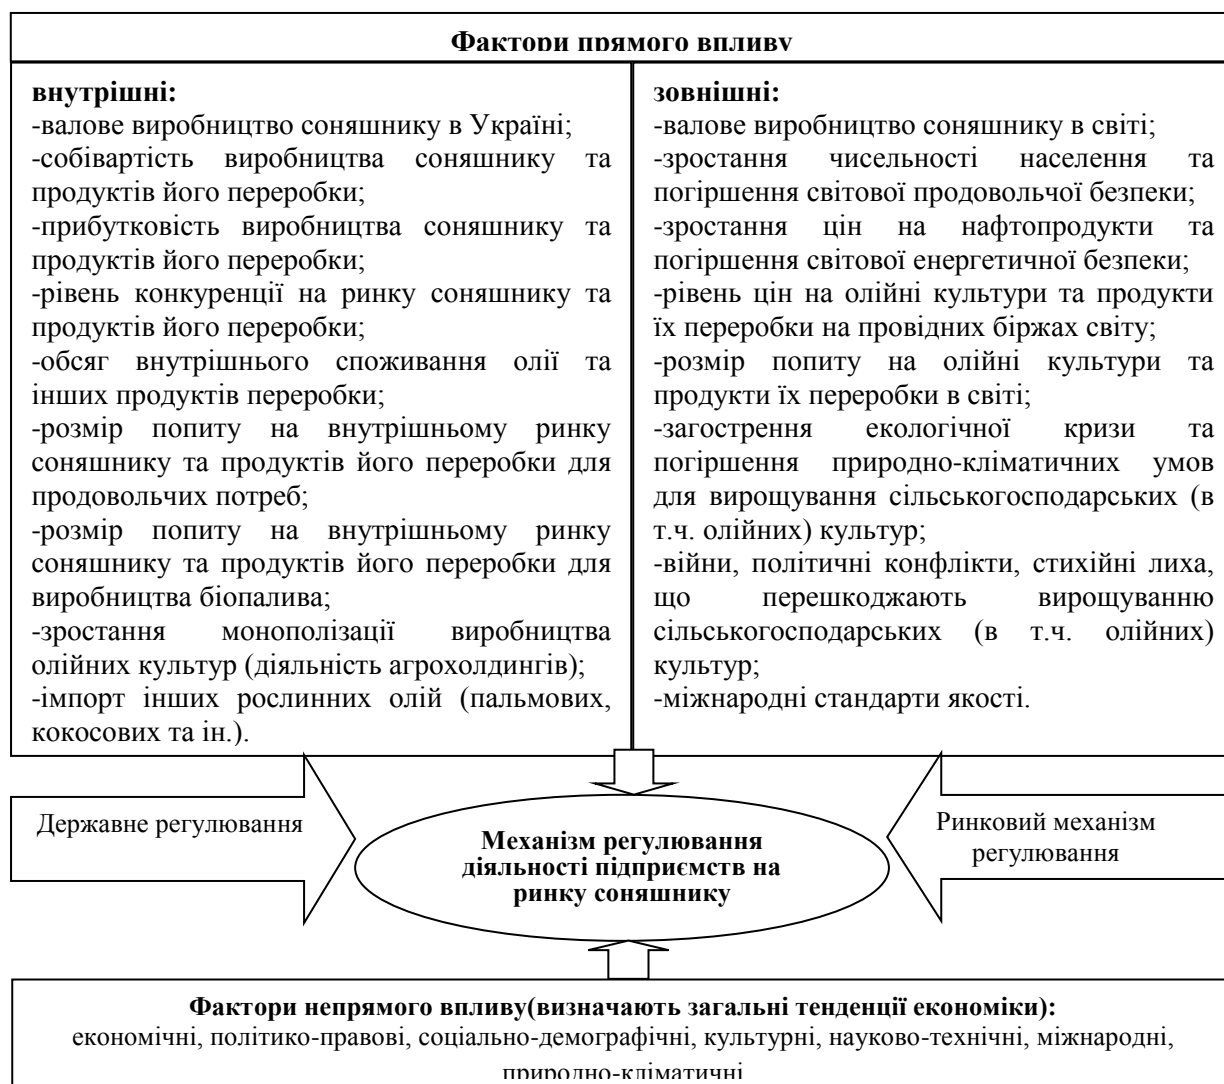 Фактори прямого впливу
внутрішні:
-валове виробництво соняшнику в Україні;
-собівартість виробництва соняшнику та
продуктів його переробки;
-прибутковість виробництва соняшнику та
продуктів його переробки;
-рівень конкуренції на ринку соняшнику та
продуктів його переробки;
-обсяг внутрішнього споживання олії та
інших продуктів переробки;
-розмір попиту на внутрішньому ринку
соняшнику та продуктів його переробки для
продовольчих потреб;
-розмір попиту на внутрішньому ринку
соняшнику та продуктів його переробки для
виробництва біопалива;
-зростання монополізації виробництва
олійних культур (діяльність агрохолдингів);
-імпорт інших рослинних олій (пальмових,
кокосових та ін.).
зовнішні:
-валове виробництво соняшнику в світі;
-зростання чисельності населення та
погіршення світової продовольчої безпеки;
-зростання цін на нафтопродукти та
погіршення світової енергетичної безпеки;
-рівень цін на олійні культури та продукти
їх переробки на провідних біржах світу;
-розмір попиту на олійні культури та
продукти їх переробки в світі;
-загострення екологічної кризи та
погіршення природно-кліматичних умов
для вирощування сільськогосподарських (в
т.ч. олійних) культур;
-війни, політичні конфлікти, стихійні лиха,
що перешкоджають вирощуванню
сільськогосподарських (в т.ч. олійних)
культур;
-міжнародні стандарти якості.
Державне регулювання
Механізм регулювання
діяльності підприємств на
ринку соняшнику
Ринковий механізм
регулювання
Фактори непрямого впливу(визначають загальні тенденції економіки):
економічні, політико-правові, соціально-демографічні, культурні, науково-технічні, міжнародні,
природно-кліматичні